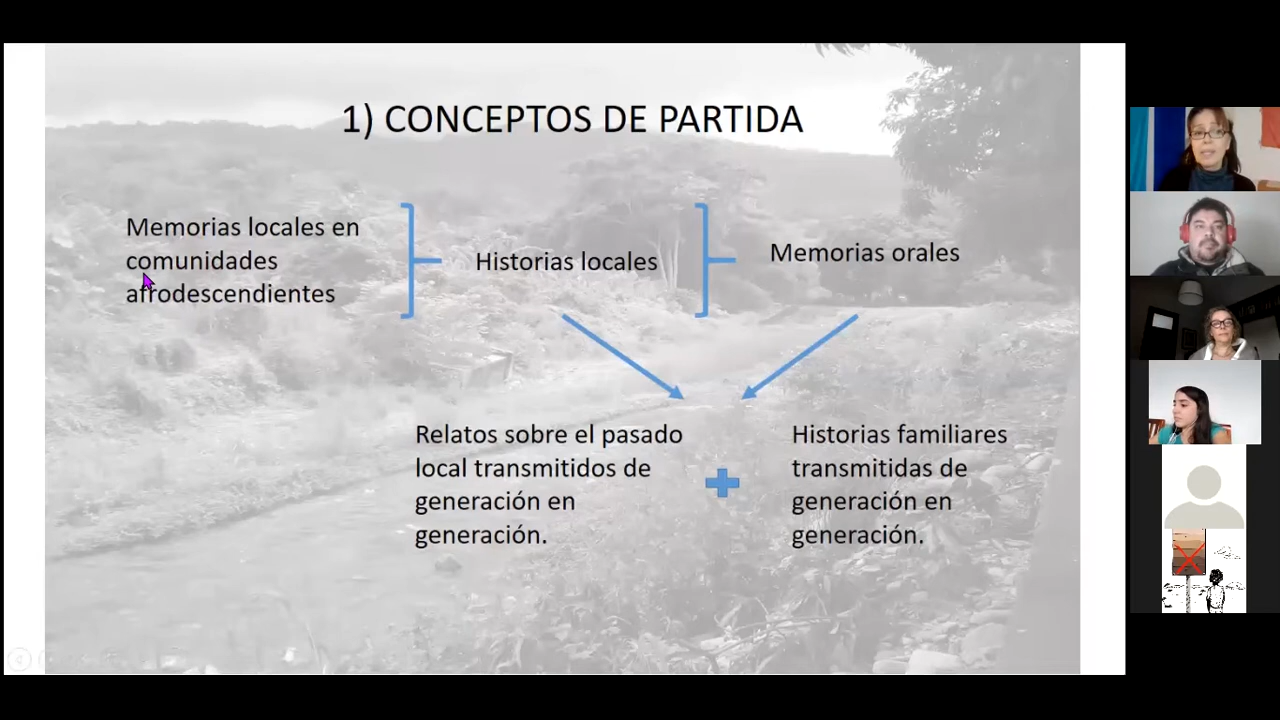 1) CONCEPTOS DE PARTIDA
Memorias locales en
comunidades
afrodescendientes
Historias locales
Memorias orales
Relatos sobre el pasado
local transmitidos de
generación en
generación.
Historias familiares
transmitidas de
generación en
generación.